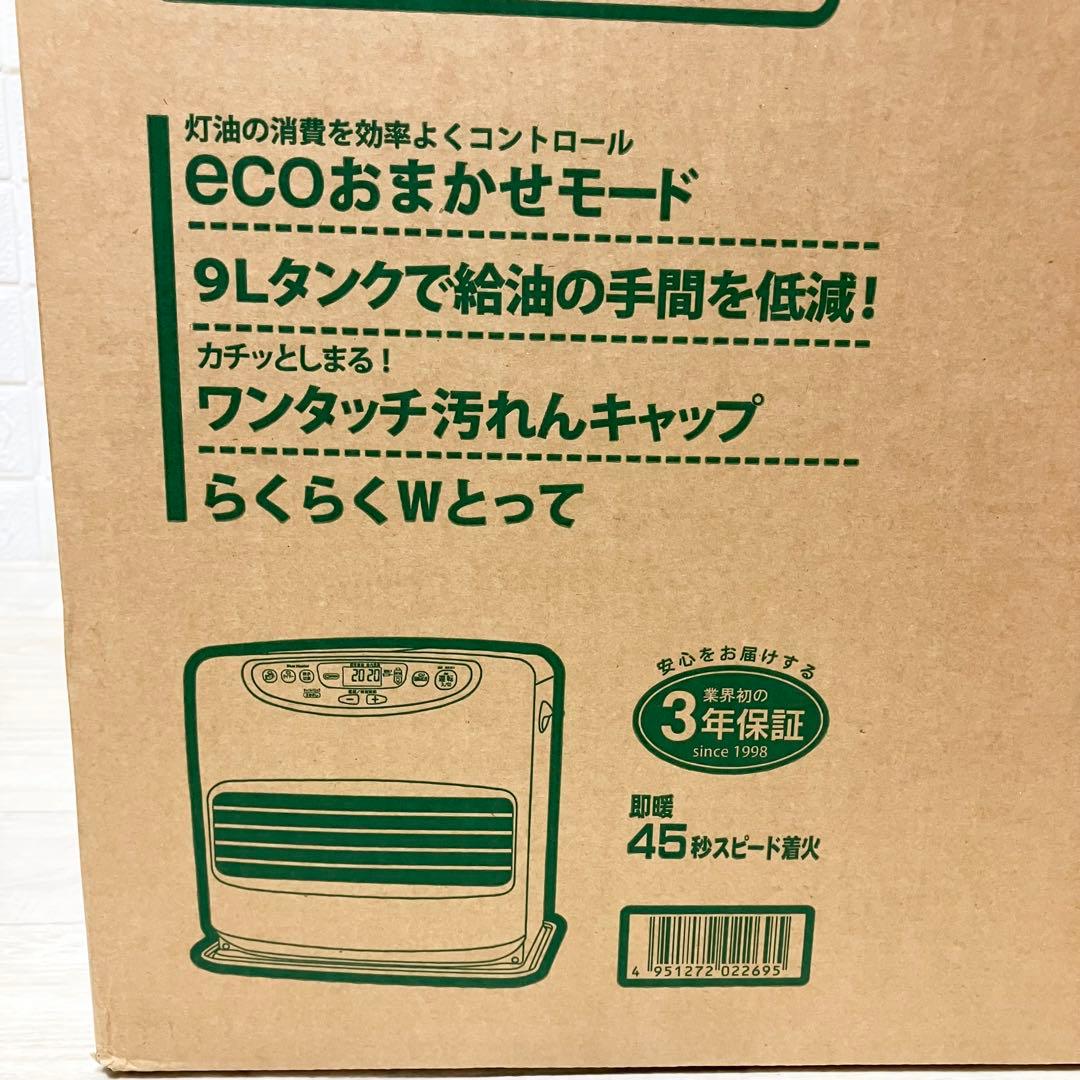 灯油の消費を効率よくコントロール
ecoおまかせモード
9Lタンクで給油の手間を低減!
カチッとしまる!
ワンタッチ汚れんキャップ
らくらくWとって
安心をお届けする
業界初の
3年保証
since 1998
即暖
45秒スピード着火
20 20
運転
4 951272 022695